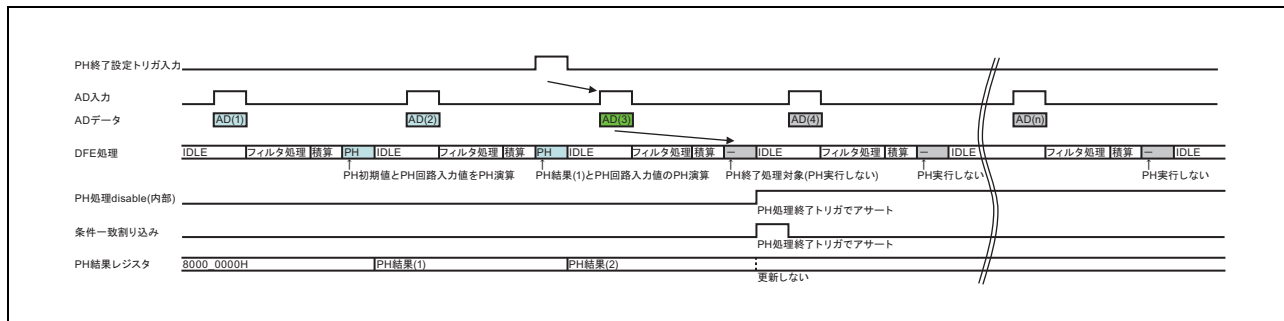 PH終了設定トリガ入力
AD入力
ADデータ AD(1) AD(2) AD(3) AD(4) AD(n)
DFE処理 IDLE フィルタ処理 積算 PH IDLE フィルタ処理 積算 PH IDLE フィルタ処理 積算 ー IDLE フィルタ処理 積算 ー IDLE フィルタ処理 積算 ー IDLE
PH初期値とPH回路入力値をPH演算 PH結果(1)とPH回路入力値のPH演算 PH終了処理対象(PH実行しない) PH実行しない PH実行しない
PH処理disable(内部)
PH処理終了トリガでアサート
条件一致割り込み
PH処理終了トリガでアサート
PH結果レジスタ 8000_0000H PH結果(1) PH結果(2)
更新しない